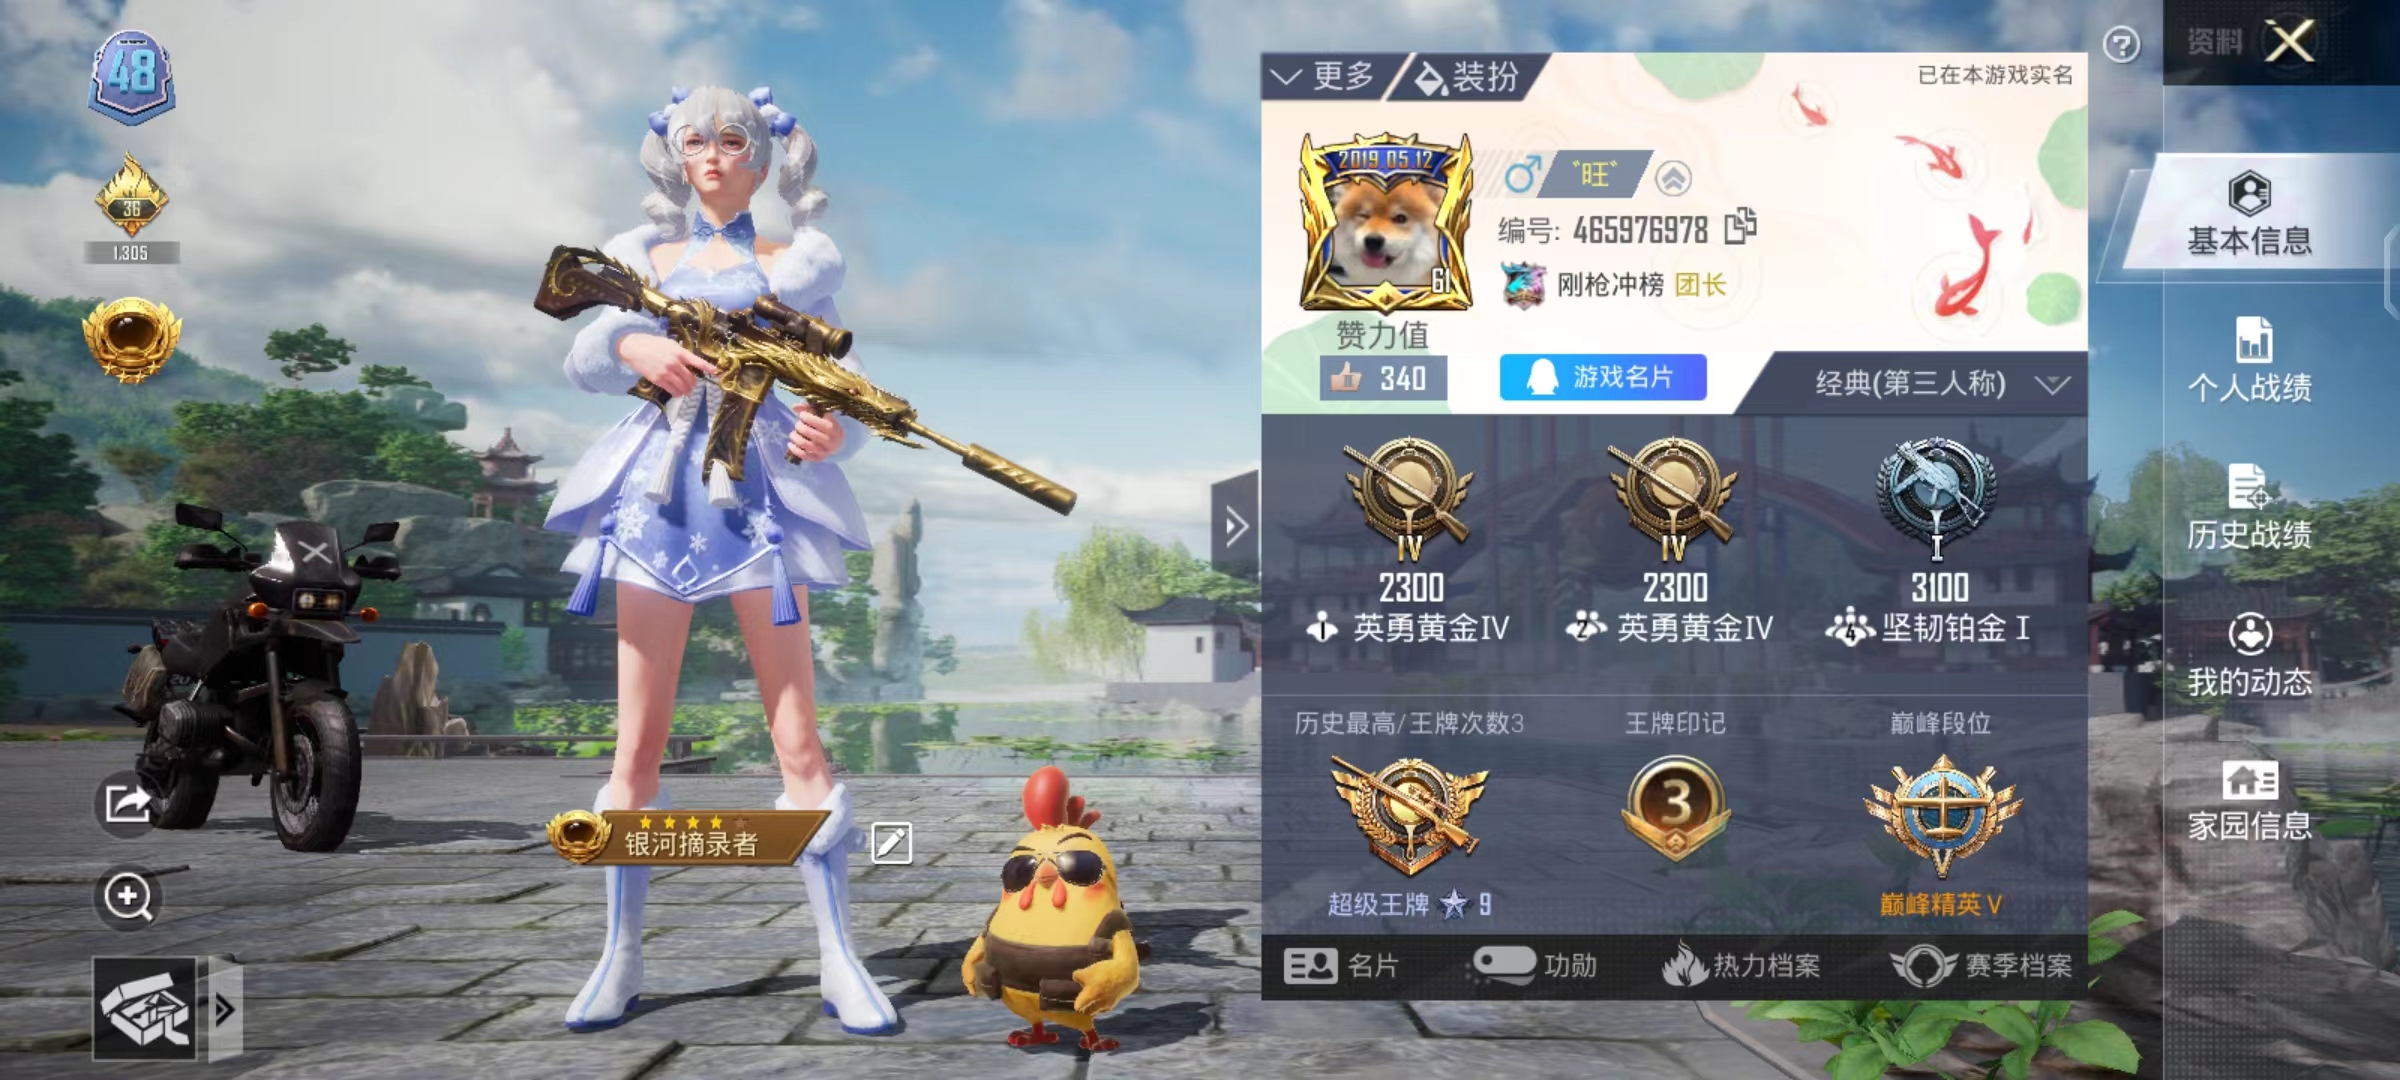 48
36
1,305
更多
装扮
已在本游戏实名
资料
2019 05 12
61
〝旺〞
编号: 465976978
刚枪冲榜 团长
赞力值
340
游戏名片
经典(第三人称)
IV
IV
I
2300
2300
3100
1 英勇黄金IV
2 英勇黄金IV
4 坚韧铂金 I
历史最高/王牌次数3
王牌印记
巅峰段位
3
V
超级王牌 9
巅峰精英 V
名片
功勋
热力档案
赛季档案
银河摘录者
基本信息
个人战绩
历史战绩
我的动态
家园信息